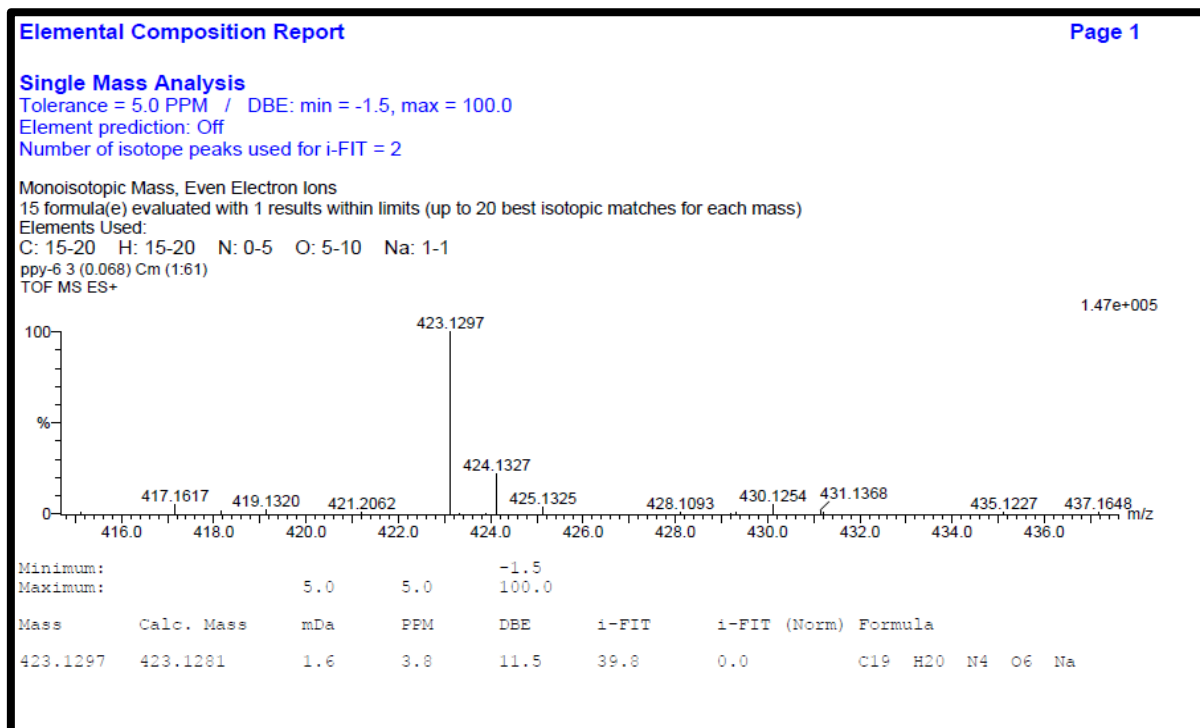 Elemental Composition Report Page 1
Single Mass Analysis
Tolerance = 5.0 PPM / DBE: min = -1.5, max = 100.0
Element prediction: Off
Number of isotope peaks used for i-FIT = 2
Monoisotopic Mass, Even Electron Ions
15 formula(e) evaluated with 1 results within limits (up to 20 best isotopic matches for each mass)
Elements Used:
C: 15-20 H: 15-20 N: 0-5 O: 5-10 Na: 1-1
ppy-6 3 (0.068) Cm (1:61)
TOF MS ES+
1.47e+005
100
%
0
423.1297
424.1327
417.1617
419.1320
421.2062
425.1325
428.1093
430.1254
431.1368
435.1227
437.1648
m/z
416.0 418.0 420.0 422.0 424.0 426.0 428.0 430.0 432.0 434.0 436.0
Minimum: -1.5
Maximum: 5.0 5.0 100.0
Mass Calc. Mass mDa PPM DBE i-FIT i-FIT (Norm) Formula
423.1297 423.1281 1.6 3.8 11.5 39.8 0.0 C19 H20 N4 O6 Na